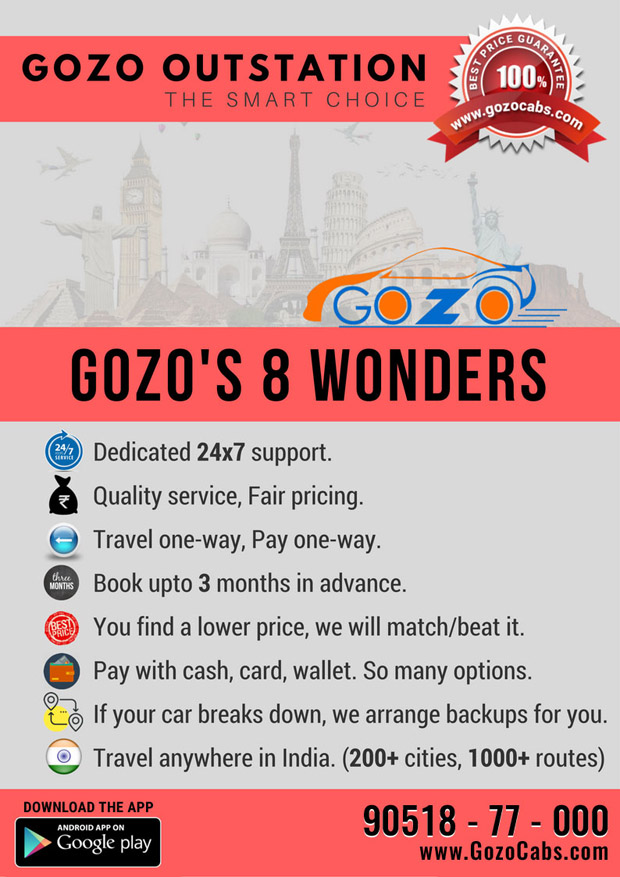 GOZO OUTSTATION
THE SMART CHOICE
BEST PRICE GUARANTEE
100%
www.gozocabs.com
GOZO
GOZO'S 8 WONDERS
24/7
SERVICE
Dedicated 24x7 support.
₹
Quality service, Fair pricing.
Travel one-way, Pay one-way.
three
MONTHS
Book upto 3 months in advance.
BEST
PRICE
You find a lower price, we will match/beat it.
Pay with cash, card, wallet. So many options.
If your car breaks down, we arrange backups for you.
Travel anywhere in India. (200+ cities, 1000+ routes)
DOWNLOAD THE APP
ANDROID APP ON
Google play
90518 - 77 - 000
www.GozoCabs.com